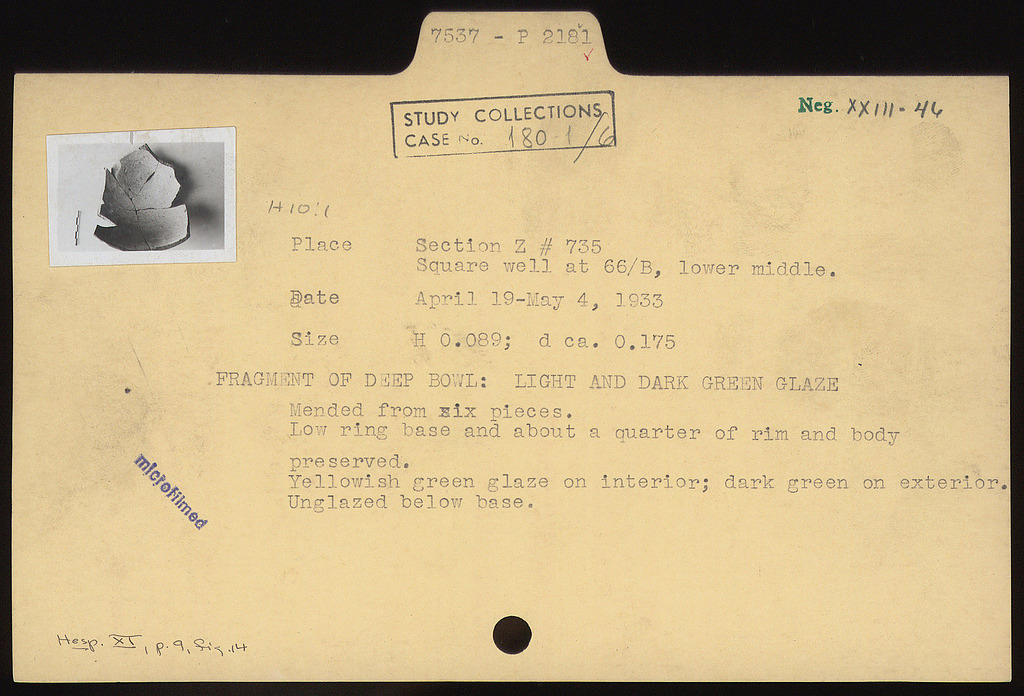 7537 - P 2181
STUDY COLLECTIONS
CASE No. 180-1/6
Neg. XXIII-46
H 10:1
Place Section Z # 735
Square well at 66/B, lower middle.
Date April 19-May 4, 1933
Size H 0.089; d ca. 0.175
FRAGMENT OF DEEP BOWL: LIGHT AND DARK GREEN GLAZE
Mended from six pieces.
Low ring base and about a quarter of rim and body
preserved.
Yellowish green glaze on interior; dark green on exterior.
Unglazed below base.
microfilmed
Hesp. XI, p. 9, fig. 14